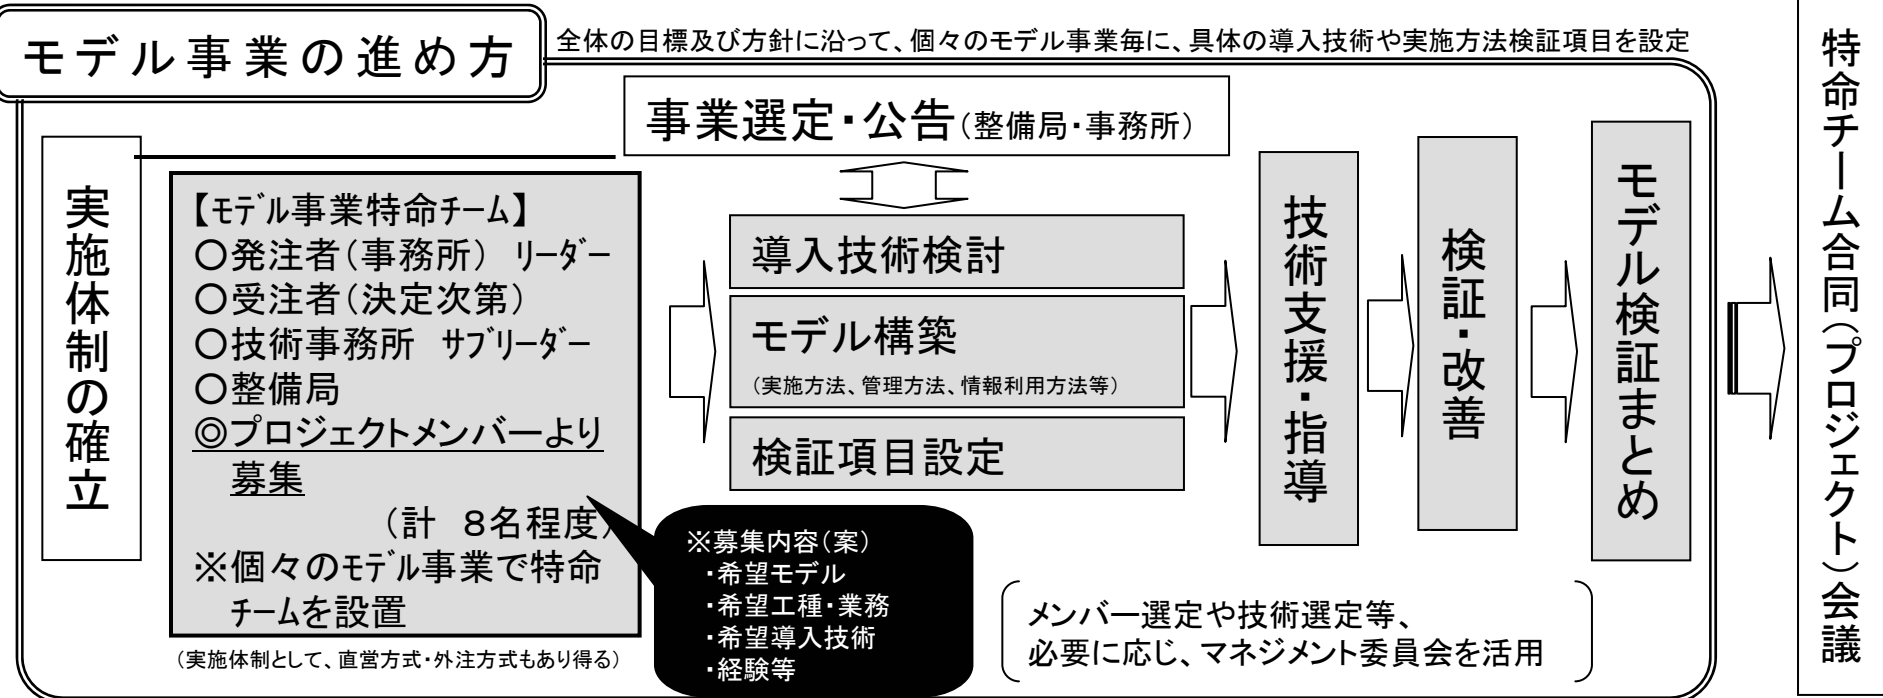 モデル事業の進め方
全体の目標及び方針に沿って、個々のモデル事業毎に、具体の導入技術や実施方法検証項目を設定
事業選定・公告（整備局・事務所）
実施体制の確立
【ﾓﾃﾞﾙ事業特命ﾁｰﾑ】
○発注者（事務所）　ﾘｰﾀﾞｰ
○受注者（決定次第）
○技術事務所　ｻﾌﾞﾘｰﾀﾞｰ
○整備局
◎プロジェクトメンバーより
募集
（計　８名程度）
※個々のﾓﾃﾞﾙ事業で特命
ﾁｰﾑを設置
（実施体制として、直営方式・外注方式もあり得る）
※募集内容（案）
・希望モデル
・希望工種・業務
・希望導入技術
・経験等
導入技術検討
モデル構築
（実施方法、管理方法、情報利用方法等）
検証項目設定
技術支援・指導
検証・改善
モデル検証まとめ
メンバー選定や技術選定等、
必要に応じ、マネジメント委員会を活用
特命チーム合同（プロジェクト）会議